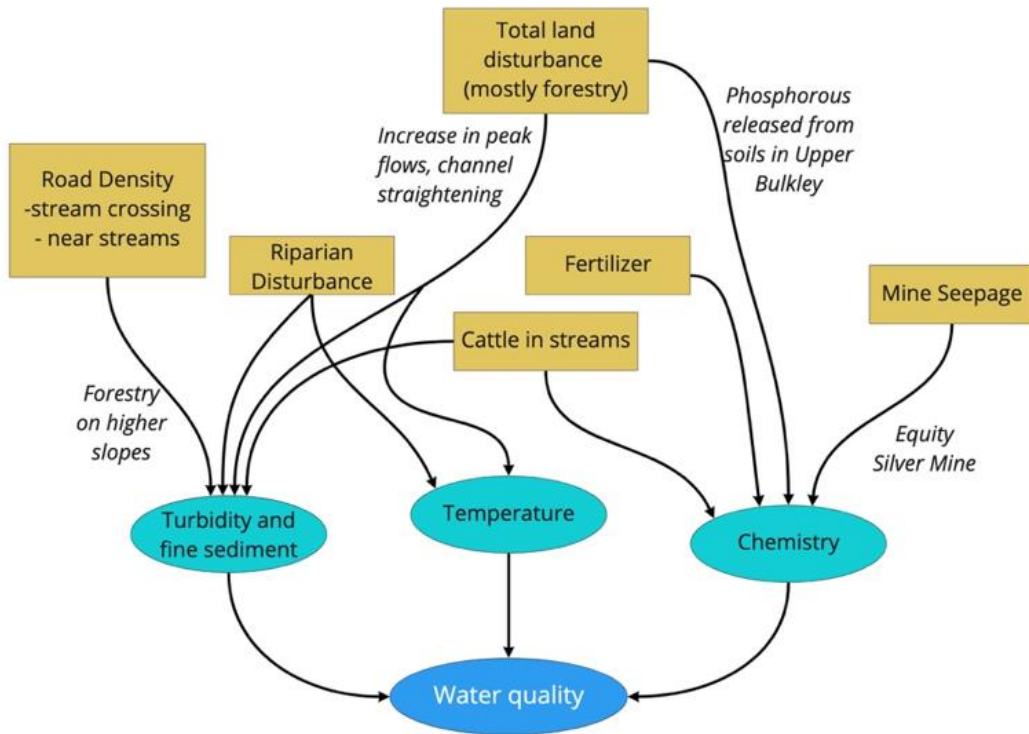 Total land
disturbance
(mostly forestry)
Increase in peak
flows, channel
straightening
Phosphorous
released from
soils in Upper
Bulkley
Road Density
-stream crossing
- near streams
Riparian
Disturbance
Fertilizer
Mine Seepage
Cattle in streams
Forestry
on higher
slopes
Equity
Silver Mine
Turbidity and
fine sediment
Temperature
Chemistry
Water quality